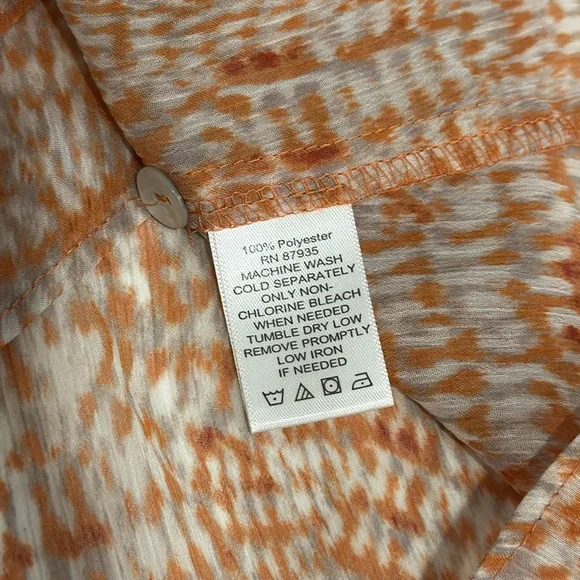 100% Polyester
RN 87935
MACHINE WASH
COLD SEPARATELY
ONLY NON-
CHLORINE BLEACH
WHEN NEEDED
TUMBLE DRY LOW
REMOVE PROMPTLY
LOW IRON
IF NEEDED